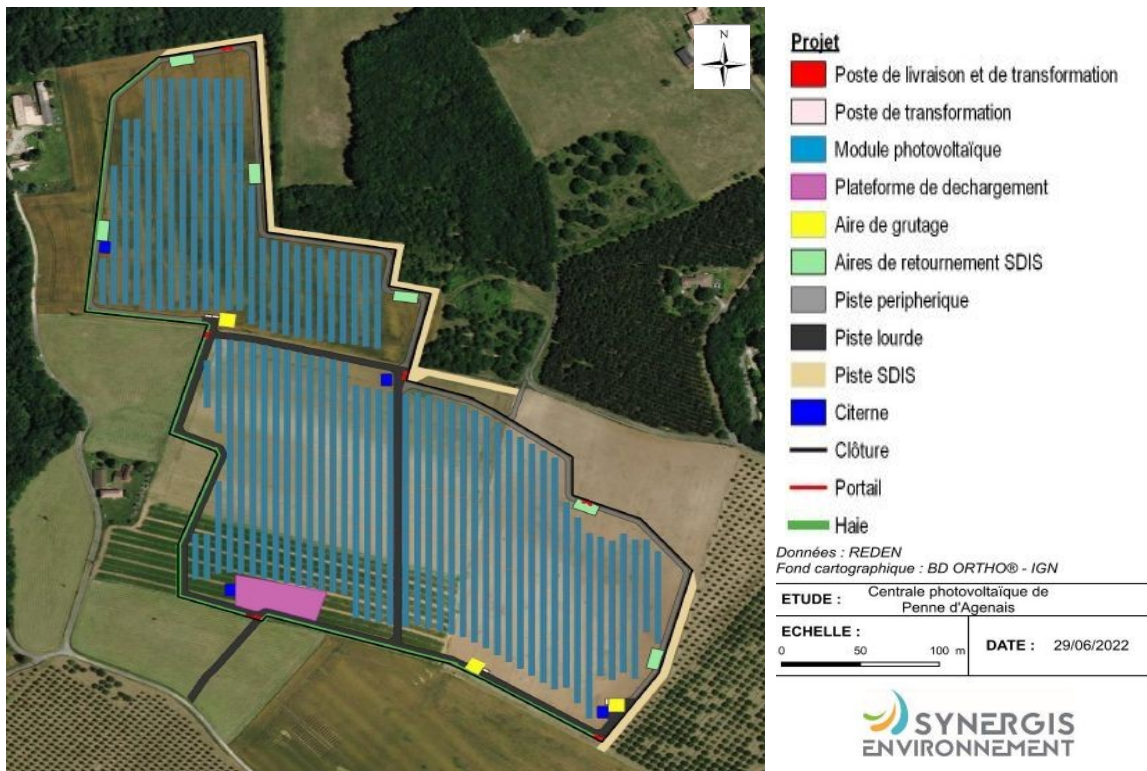 N
Projet
Poste de livraison et de transformation
Poste de transformation
Module photovoltaïque
Plateforme de dechargement
Aire de grutage
Aires de retournement SDIS
Piste peripherique
Piste lourde
Piste SDIS
Citerne
Clôture
Portail
Haie
Données : REDEN
Fond cartographique : BD ORTHO® - IGN
ETUDE : Centrale photovoltaïque de
Penne d'Agenais
ECHELLE :
0 50 100 m
DATE : 29/06/2022
SYNERGIS
ENVIRONNEMENT